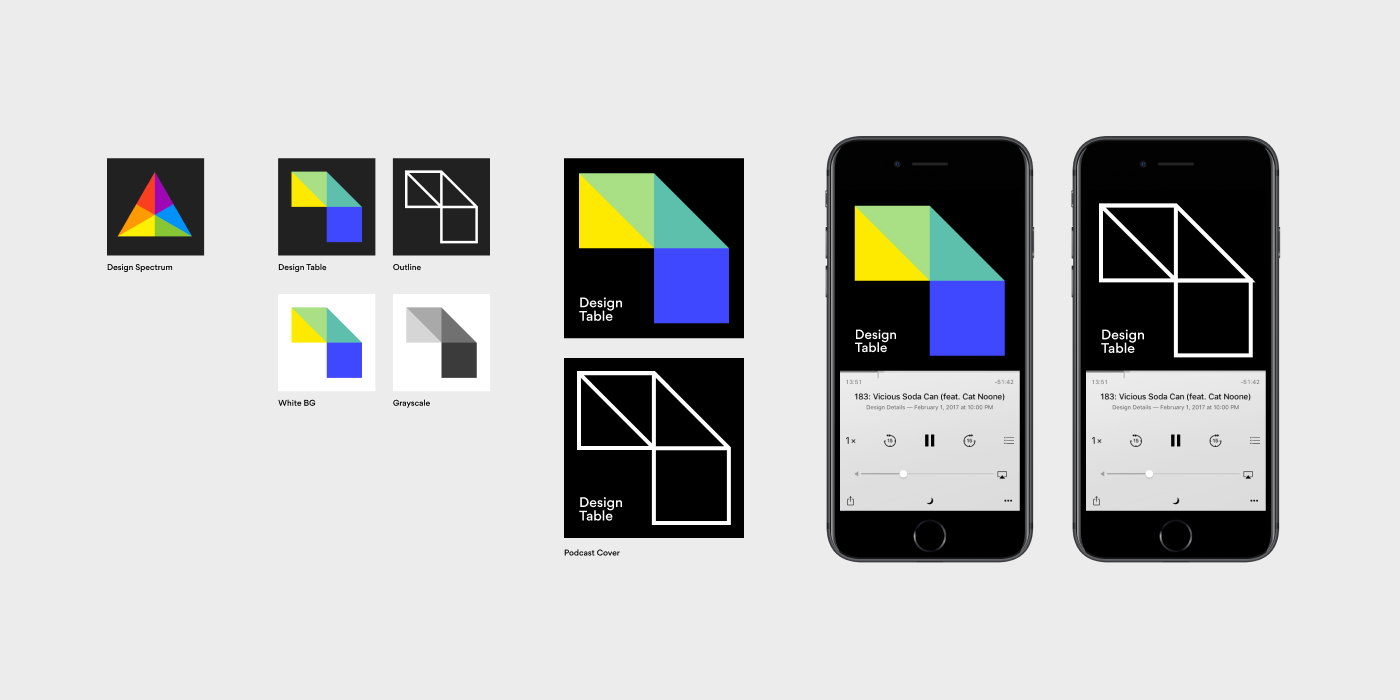 Design Spectrum
Design Table
Outline
White BG
Grayscale
Design
Table
Design
Table
Podcast Cover
Design
Table
13:51
-51:42
183: Vicious Soda Can (feat. Cat Noone)
Design Details — February 1, 2017 at 10:00 PM
1×
15
15
Design
Table
13:51
-51:42
183: Vicious Soda Can (feat. Cat Noone)
Design Details — February 1, 2017 at 10:00 PM
1×
15
15